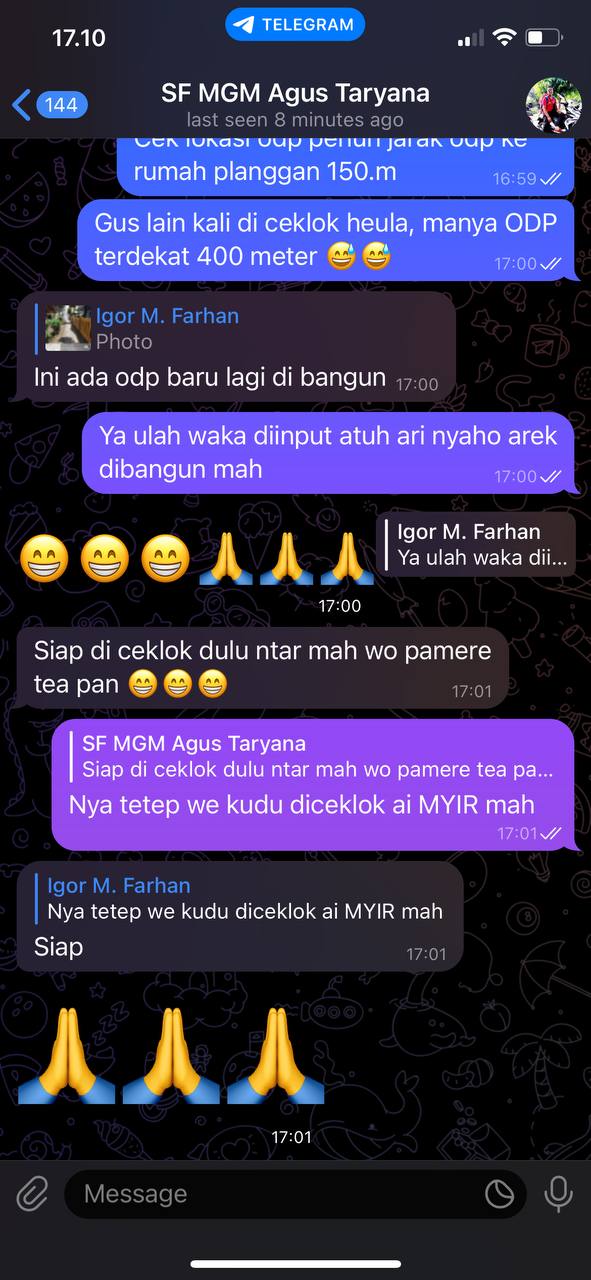 17.10
TELEGRAM
144
SF MGM Agus Taryana
last seen 8 minutes ago
Cek lokasi odp penuh jarak odp ke
rumah planggan 150.m
16:59
Gus lain kali di ceklok heula, manya ODP
terdekat 400 meter 😅😅
17:00
Igor M. Farhan
Photo
Ini ada odp baru lagi di bangun
17:00
Ya ulah waka diinput atuh ari nyaho arek
dibangun mah
17:00
😁😁😁🙏🙏🙏
Igor M. Farhan
Ya ulah waka dii...
17:00
Siap di ceklok dulu ntar mah wo pamere
tea pan 😁😁😁
17:01
SF MGM Agus Taryana
Siap di ceklok dulu ntar mah wo pamere tea pa...
Nya tetep we kudu diceklok ai MYIR mah
17:01
Igor M. Farhan
Nya tetep we kudu diceklok ai MYIR mah
Siap
17:01
🙏🙏🙏
17:01
Message